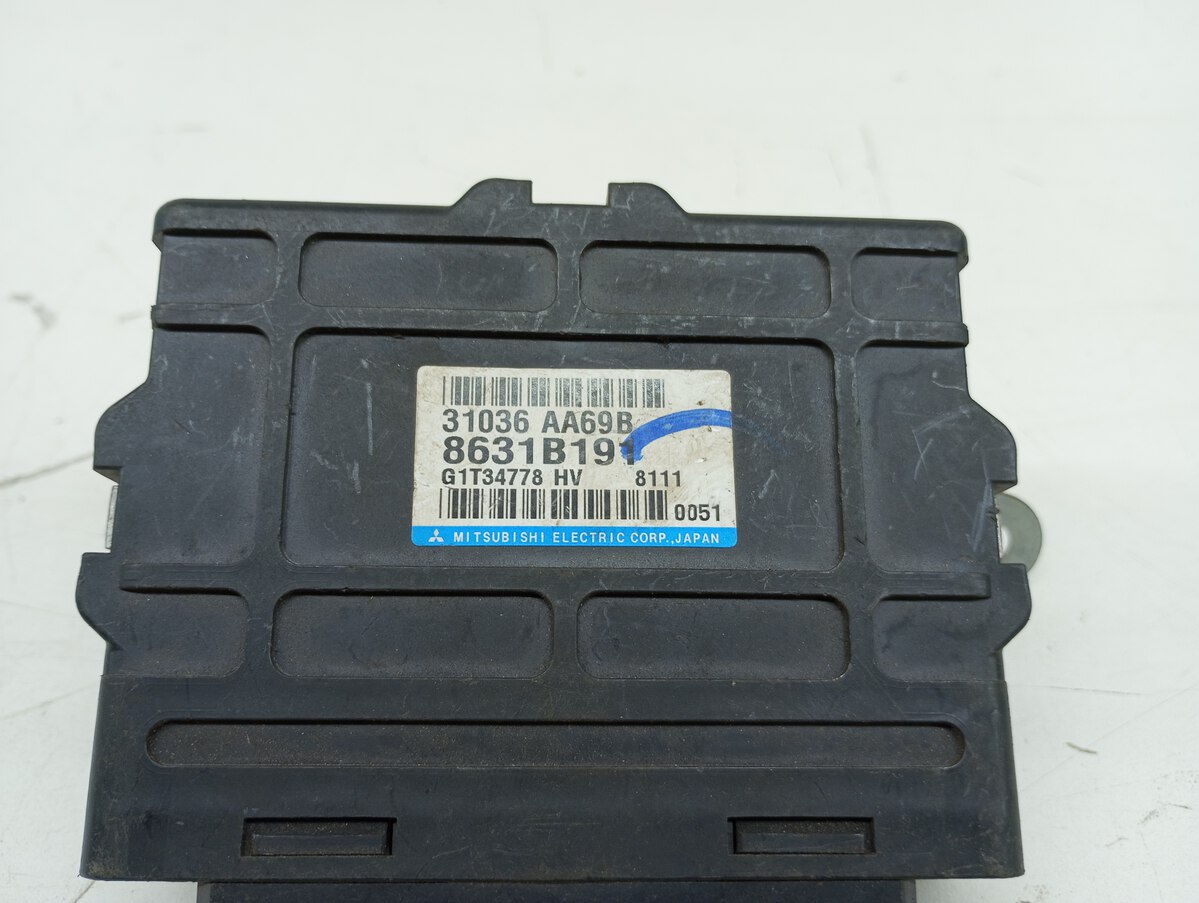 31036 AA69B
8631B191
G1T34778 HV 8111
0051
MITSUBISHI ELECTRIC CORP.,JAPAN